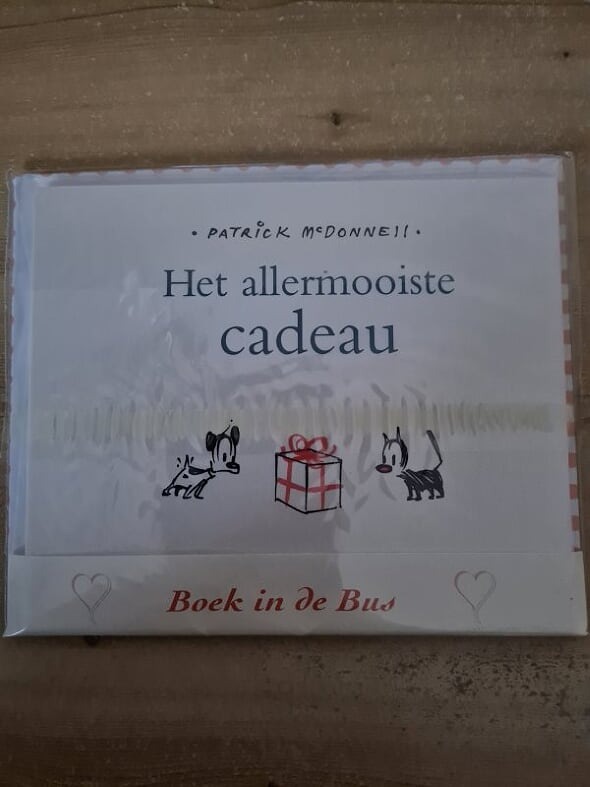 • PATRICK McDONNELL •
Het allermooiste
cadeau
Boek in de Bus